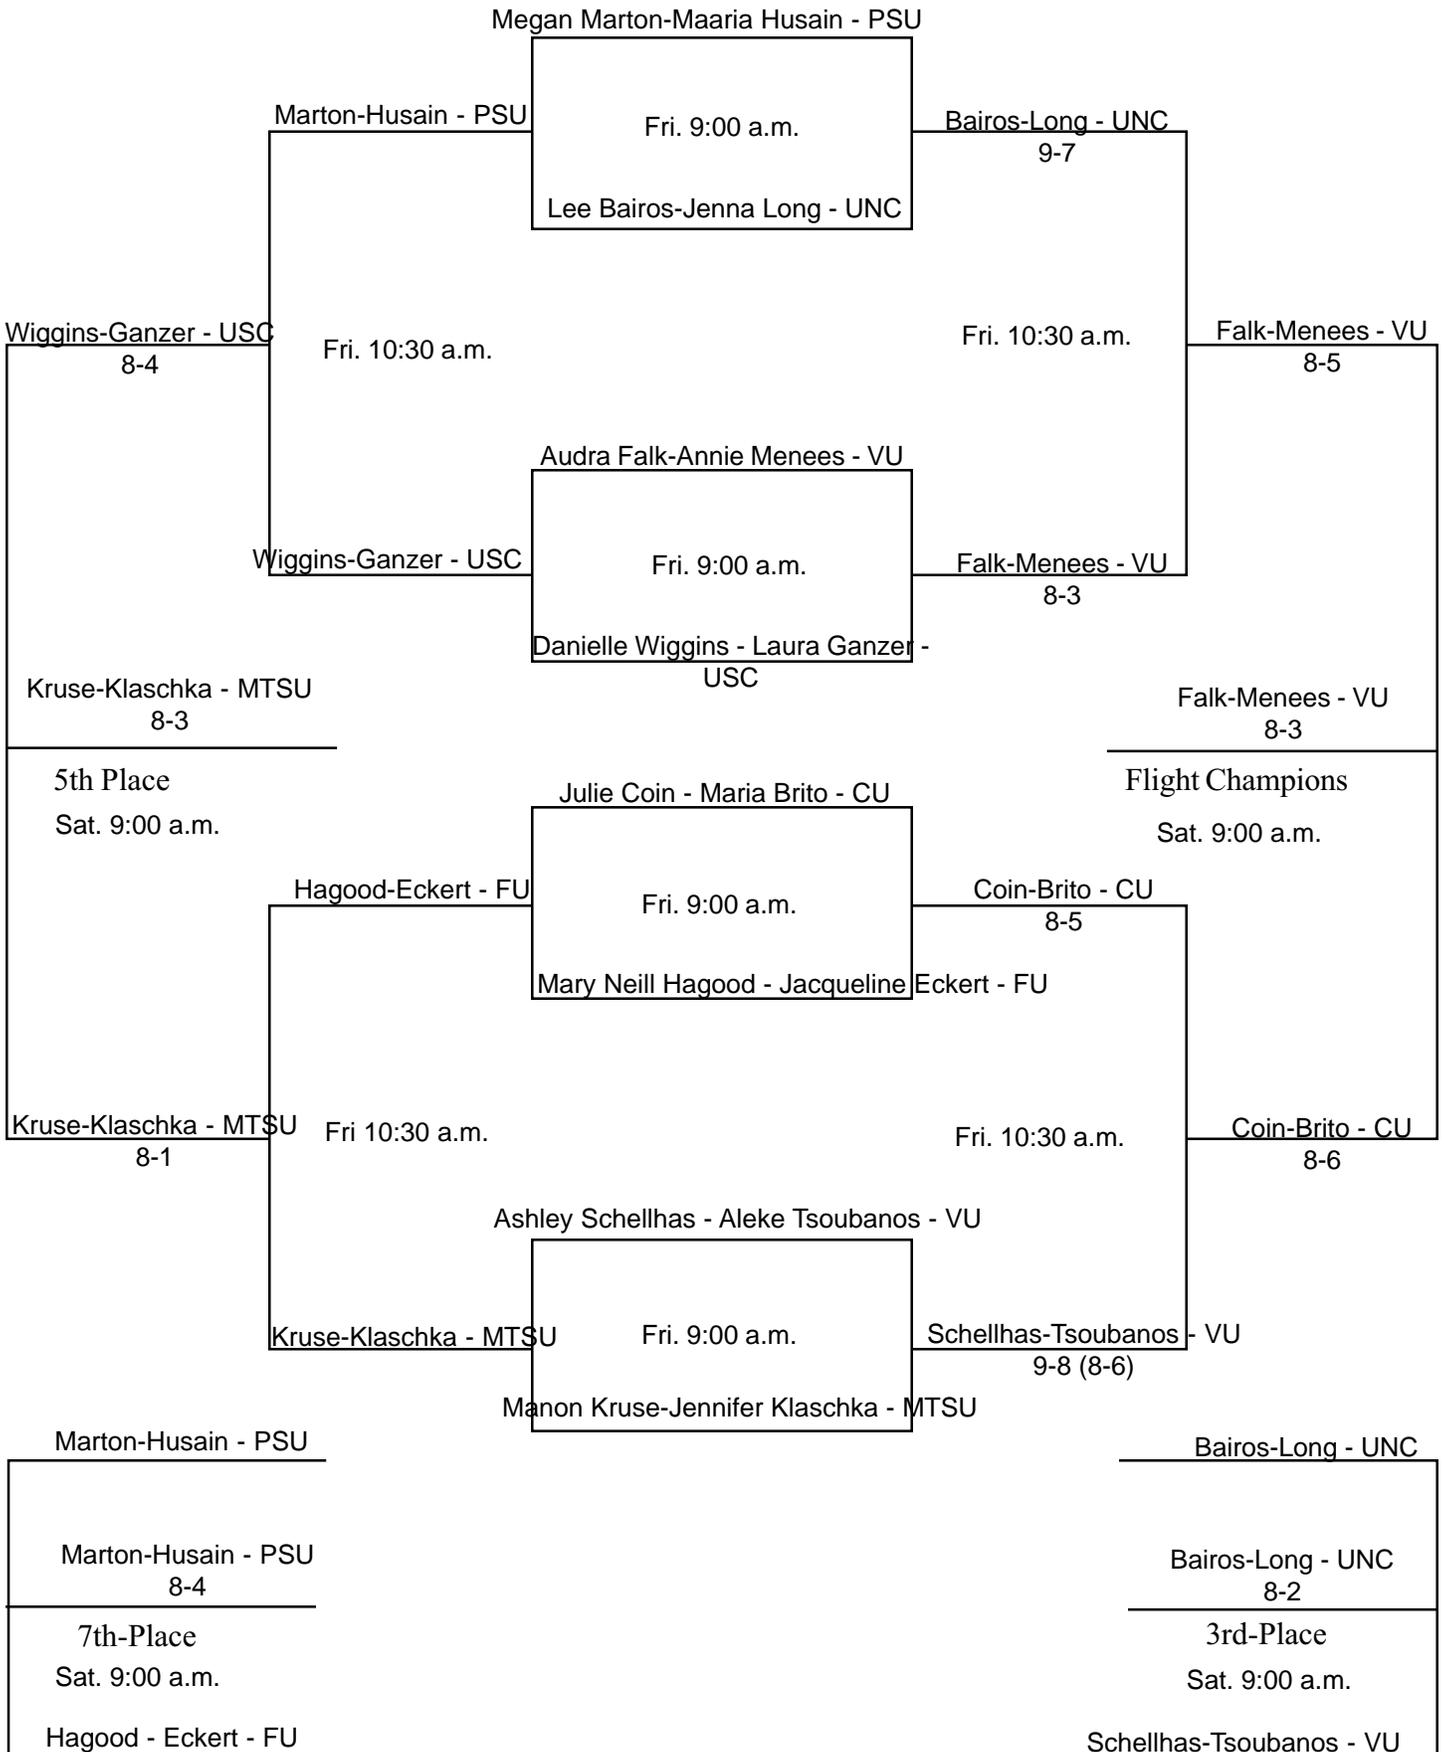 Megan Marton-Maaria Husain - PSU
Marton-Husain - PSU
Fri. 9:00 a.m.
Bairos-Long - UNC
9-7
Lee Bairos-Jenna Long - UNC
Wiggins-Ganzer - USC
8-4
Fri. 10:30 a.m.
Fri. 10:30 a.m.
Falk-Menees - VU
8-5
Audra Falk-Annie Menees - VU
Wiggins-Ganzer - USC
Fri. 9:00 a.m.
Falk-Menees - VU
8-3
Danielle Wiggins - Laura Ganzer -
USC
Kruse-Klaschka - MTSU
8-3
5th Place
Sat. 9:00 a.m.
Falk-Menees - VU
8-3
Flight Champions
Sat. 9:00 a.m.
Julie Coin - Maria Brito - CU
Hagood-Eckert - FU
Fri. 9:00 a.m.
Coin-Brito - CU
8-5
Mary Neill Hagood - Jacqueline Eckert - FU
Kruse-Klaschka - MTSU
8-1
Fri 10:30 a.m.
Fri. 10:30 a.m.
Coin-Brito - CU
8-6
Ashley Schellhas - Aleke Tsoubanos - VU
Kruse-Klaschka - MTSU
Fri. 9:00 a.m.
Schellhas-Tsoubanos - VU
9-8 (8-6)
Manon Kruse-Jennifer Klaschka - MTSU
Marton-Husain - PSU
Marton-Husain - PSU
8-4
7th-Place
Sat. 9:00 a.m.
Hagood - Eckert - FU
Bairos-Long - UNC
Bairos-Long - UNC
8-2
3rd-Place
Sat. 9:00 a.m.
Schellhas-Tsoubanos - VU